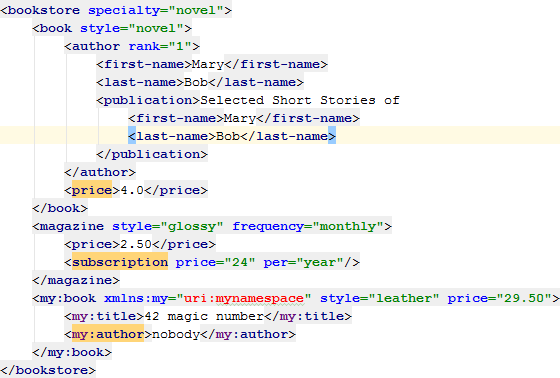 <bookstore specialty="novel">
<book style="novel">
<author rank="1">
<first-name>Mary</first-name>
<last-name>Bob</last-name>
<publication>Selected Short Stories of
<first-name>Mary</first-name>
<last-name>Bob</last-name>
</publication>
</author>
<price>4.0</price>
</book>
<magazine style="glossy" frequency="monthly">
<price>2.50</price>
<subscription price="24" per="year"/>
</magazine>
<my:book xmlns:my="uri:mynamespace" style="leather" price="29.50">
<my:title>42 magic number</my:title>
<my:author>nobody</my:author>
</my:book>
</bookstore>